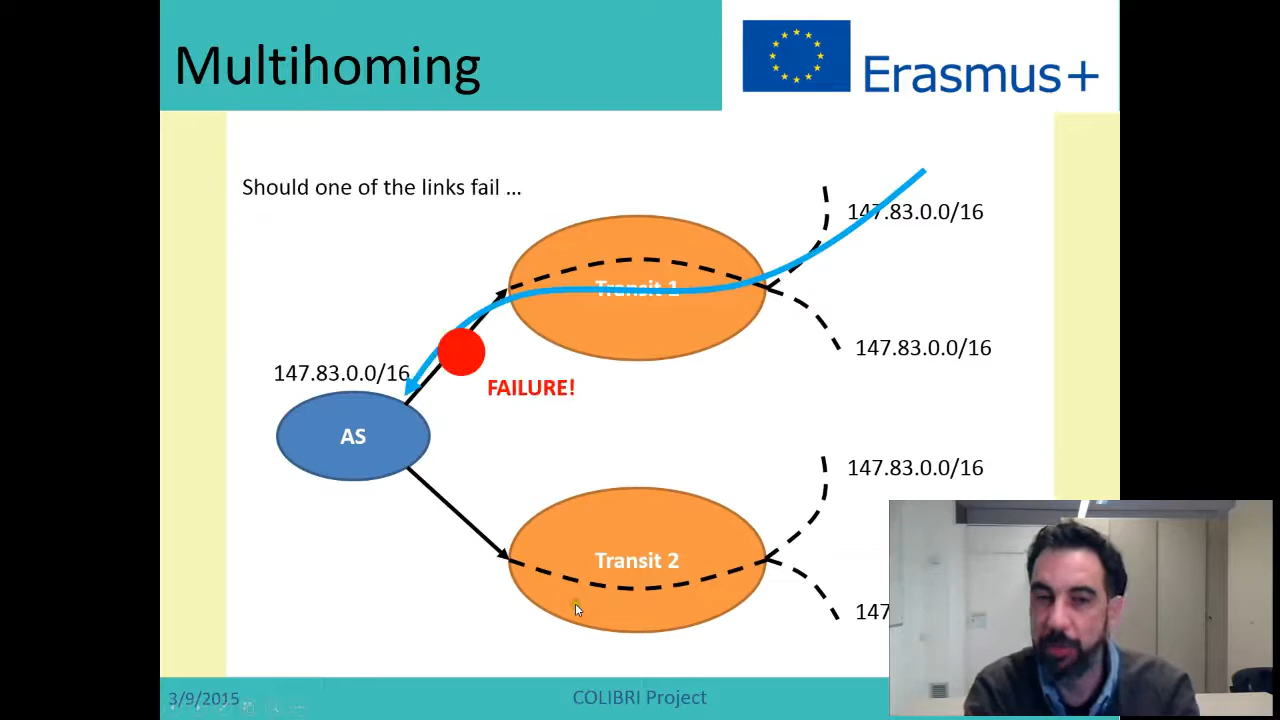 Multihoming
Erasmus+
Should one of the links fail ...
147.83.0.0/16
Transit 1
147.83.0.0/16
147.83.0.0/16
FAILURE!
AS
147.83.0.0/16
Transit 2
147
3/9/2015
COLIBRI Project